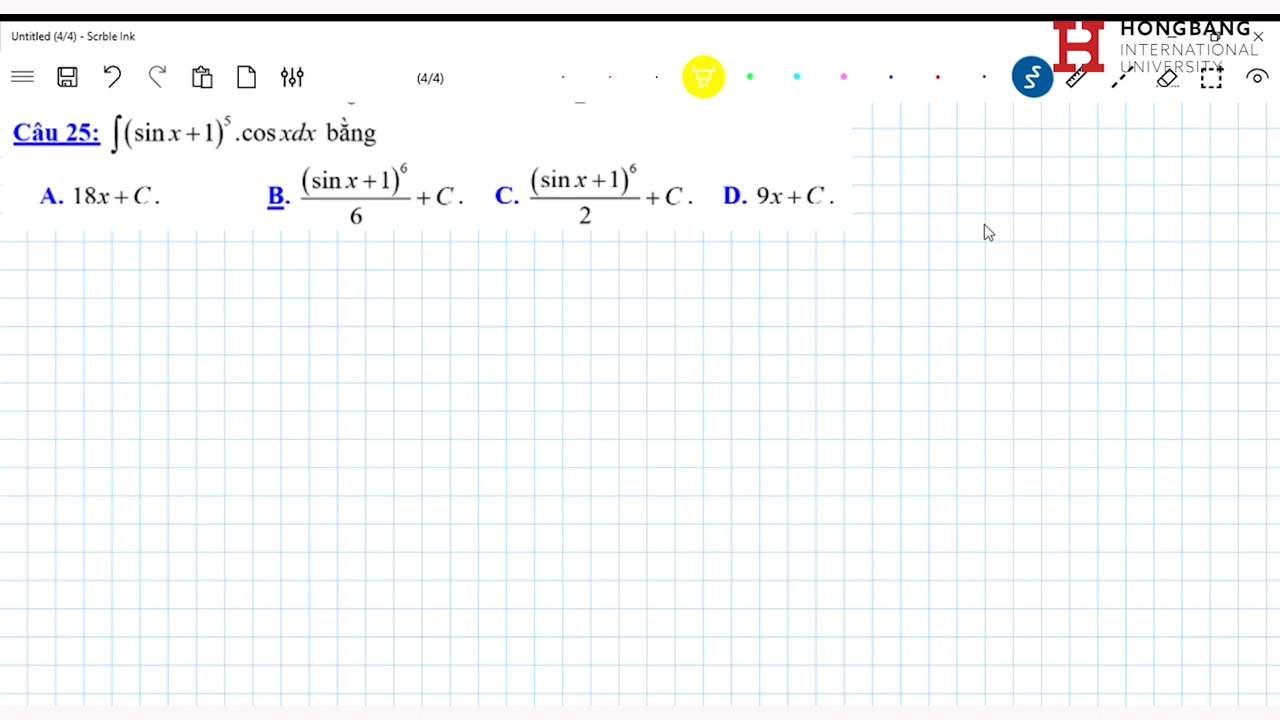 Untitled (4/4) - Scrble Ink
HONGBANG
INTERNATIONAL
UNIVERSITY
(4/4)
Câu 25: ∫(sin x + 1)⁵ .cos xdx bằng
A. 18x + C . B. (sin x + 1)⁶/6 + C . C. (sin x + 1)⁶/2 + C . D. 9x + C .